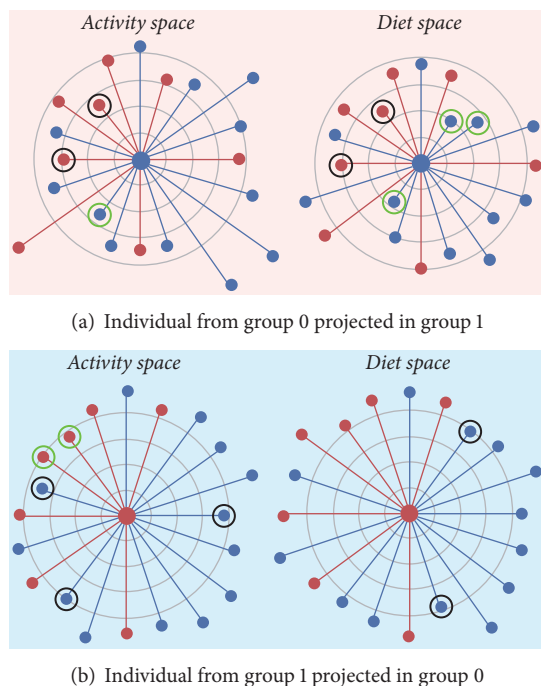 Activity space
Diet space
(a) Individual from group 0 projected in group 1
Activity space
Diet space
(b) Individual from group 1 projected in group 0